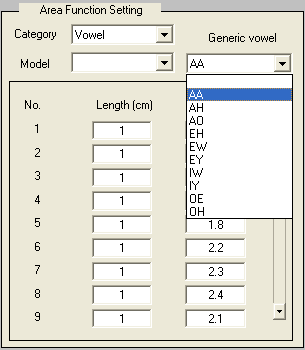 Area Function Setting
Category Vowel Generic vowel
Model AA
AA
No. Length (cm) AH
AO
1 1 EH
EW
2 1 EY
IW
3 1 IY
OE
4 1 OH
5 1 1.8
6 1 2.2
7 1 2.3
8 1 2.4
9 1 2.1